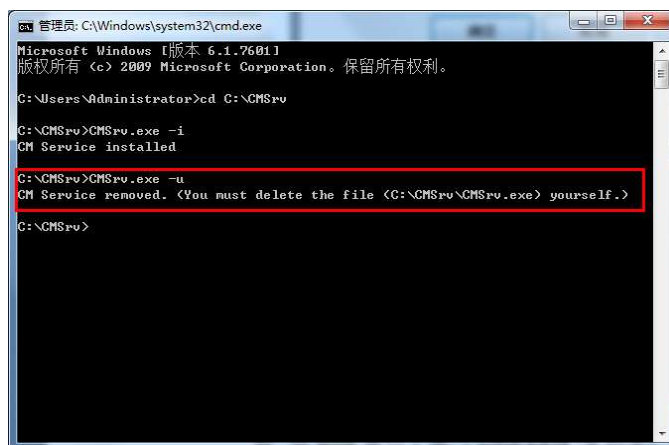 管理员: C:\Windows\system32\cmd.exe
Microsoft Windows [版本 6.1.7601]
版权所有 (c) 2009 Microsoft Corporation。保留所有权利。
C:\Users\Administrator>cd C:\CMSrv
C:\CMSrv>CMSrv.exe -i
CM Service installed
C:\CMSrv>CMSrv.exe -u
CM Service removed. (You must delete the file (C:\CMSrv\CMSrv.exe) yourself.)
C:\CMSrv>